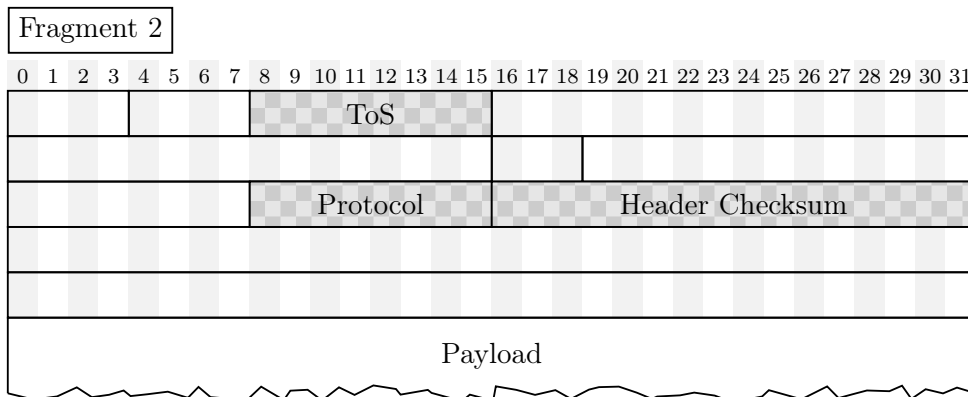 Fragment 2
0 1 2 3 4 5 6 7 8 9 10 11 12 13 14 15 16 17 18 19 20 21 22 23 24 25 26 27 28 29 30 31
ToS
Protocol Header Checksum
Payload